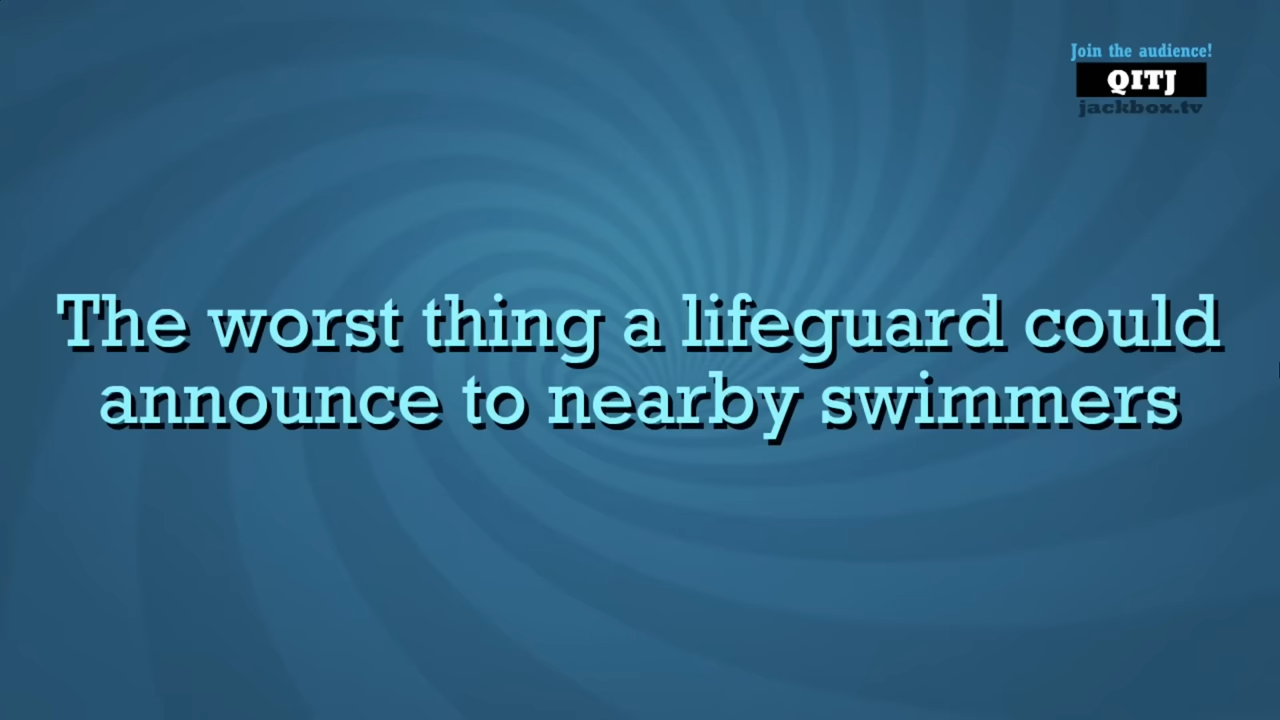 Join the audience!
QITJ
jackbox.tv
The worst thing a lifeguard could
announce to nearby swimmers